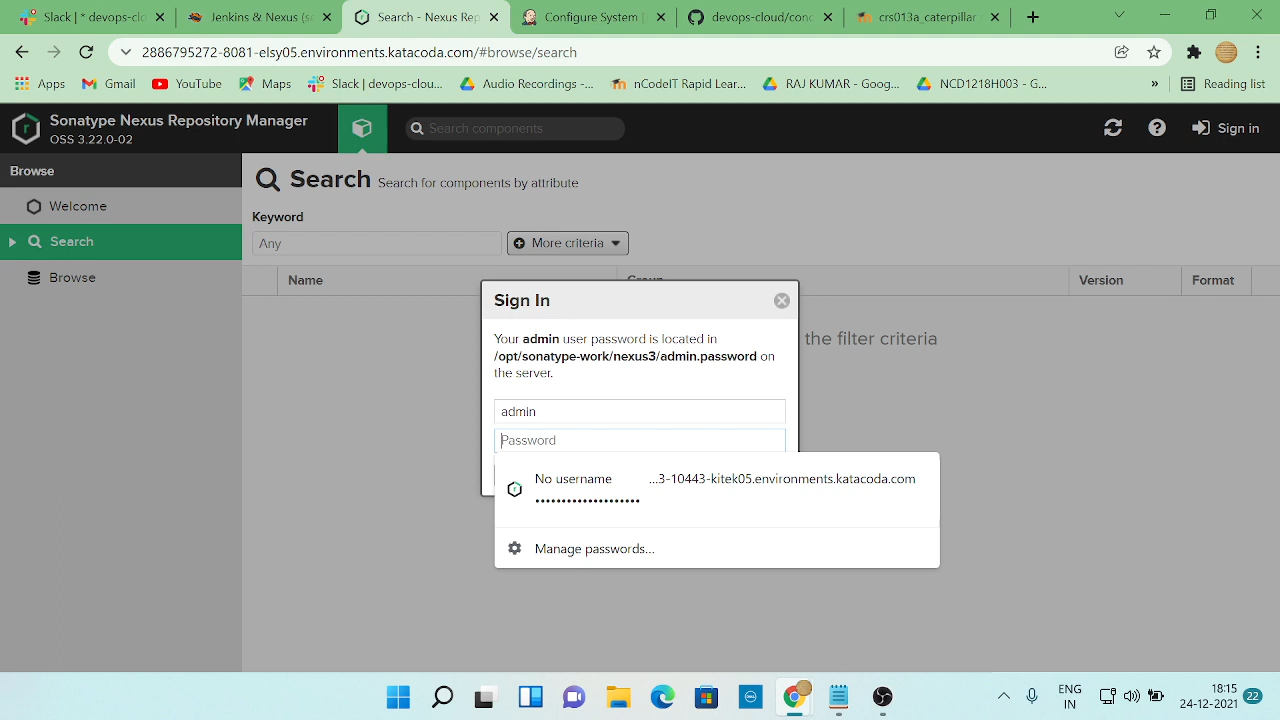 Slack | * devops-clo
Jenkins & Nexus (se
Search - Nexus Rep
Configure System [
devops-cloud/conc
crs013a_caterpillar
2886795272-8081-elsy05.environments.katacoda.com/#browse/search
Apps
Gmail
YouTube
Maps
Slack | devops-clou...
Audio Recordings -...
nCodeIT Rapid Lear...
RAJ KUMAR - Goog...
NCD1218H003 - G...
»
Reading list
Sonatype Nexus Repository Manager
OSS 3.22.0-02
Search components
Sign in
Browse
Welcome
Search
Browse
Search Search for components by attribute
Keyword
Any
More criteria
Name
Group
Version
Format
the filter criteria
Sign In
Your admin user password is located in
/opt/sonatype-work/nexus3/admin.password on
the server.
admin
Password
No username ...3-10443-kitek05.environments.katacoda.com
••••••••••••••••••••
Manage passwords...
ENG
IN
18:15
24-12-2021
22